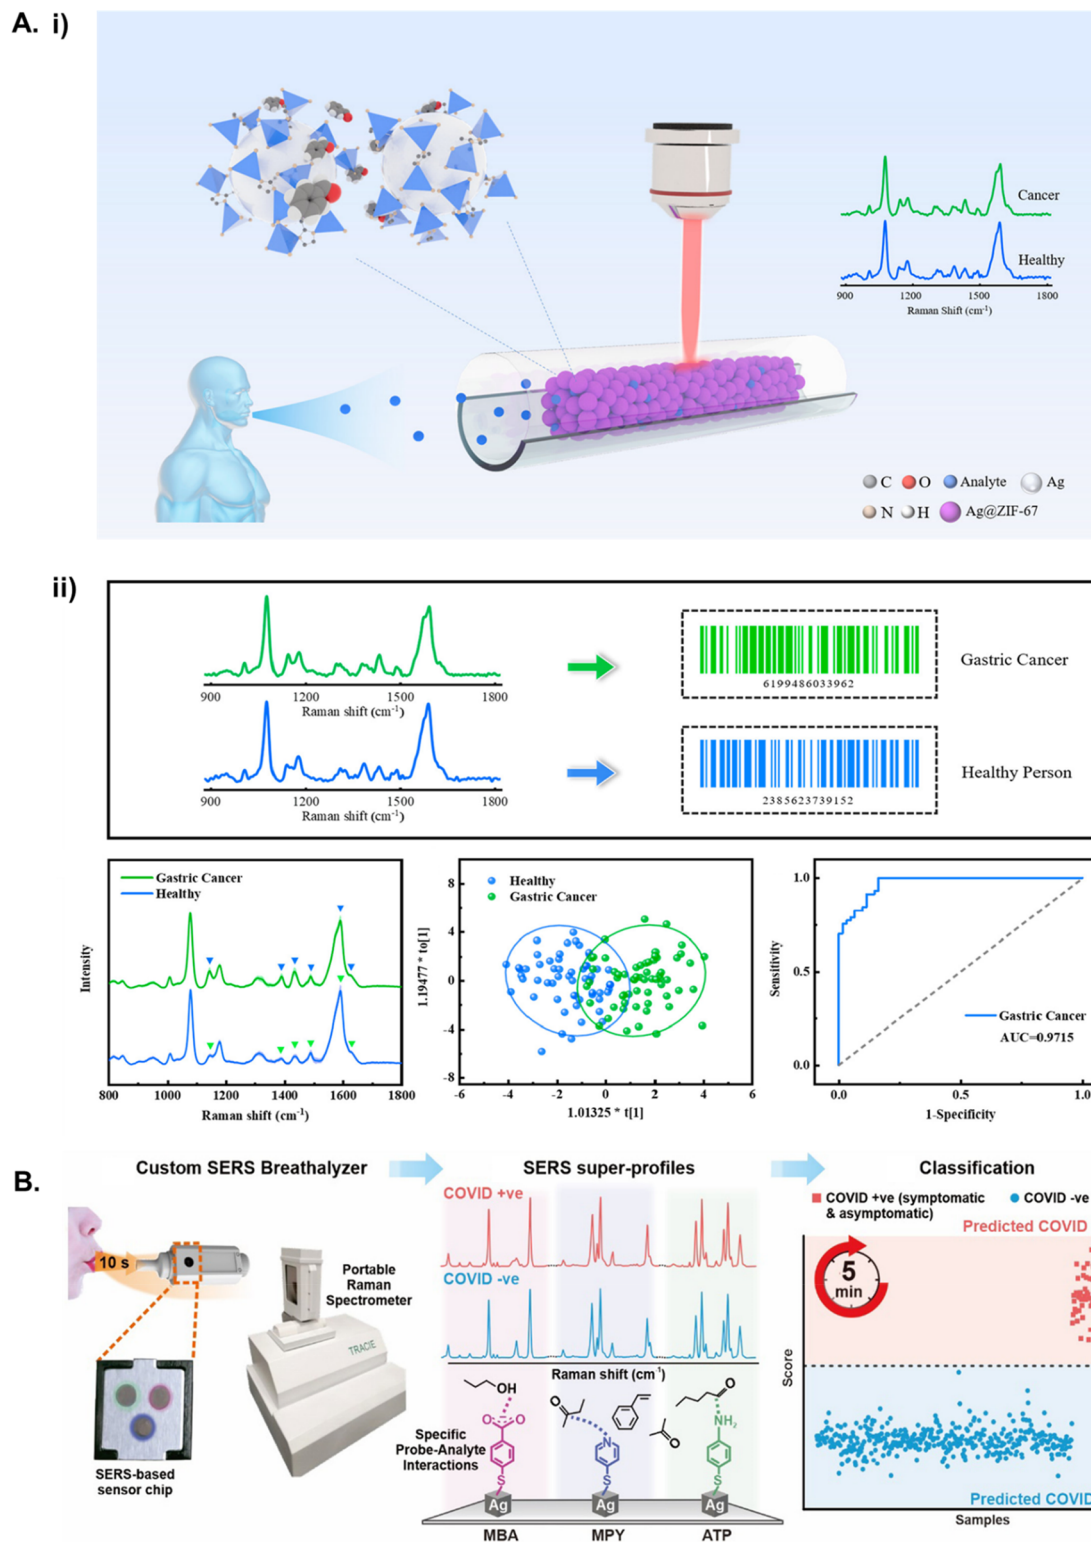 A. i)
Cancer
Healthy
900 1200 1500 1800
Raman Shift (cm⁻¹)
C O Analyte Ag
N H Ag@ZIF-67
ii)
900 1200 1500 1800
Raman shift (cm⁻¹)
6199486033962
Gastric Cancer
900 1200 1500 1800
Raman shift (cm⁻¹)
2385623739152
Healthy Person
Gastric Cancer
Healthy
Intensity
800 1000 1200 1400 1600 1800
Raman shift (cm⁻¹)
Healthy
Gastric Cancer
1.19477 * to[1]
8
4
0
-4
-8
-6 -4 -2 0 2 4 6
1.01325 * t[1]
Sensitivity
1.0
0.5
0.0
Gastric Cancer
AUC=0.9715
0.0 0.5 1.0
1-Specificity
B.
Custom SERS Breathalyzer
10 s
Portable
Raman
Spectrometer
TRACIE
SERS-based
sensor chip
SERS super-profiles
COVID +ve
COVID -ve
Raman shift (cm⁻¹)
OH
O O
O
N
O
O
NH₂
Specific
Probe-Analyte
Interactions
S S S
Ag Ag Ag
MBA MPY ATP
Classification
COVID +ve (symptomatic
& asymptomatic)
COVID -ve
Predicted COVID
5
min
Score
Predicted COVID
Samples